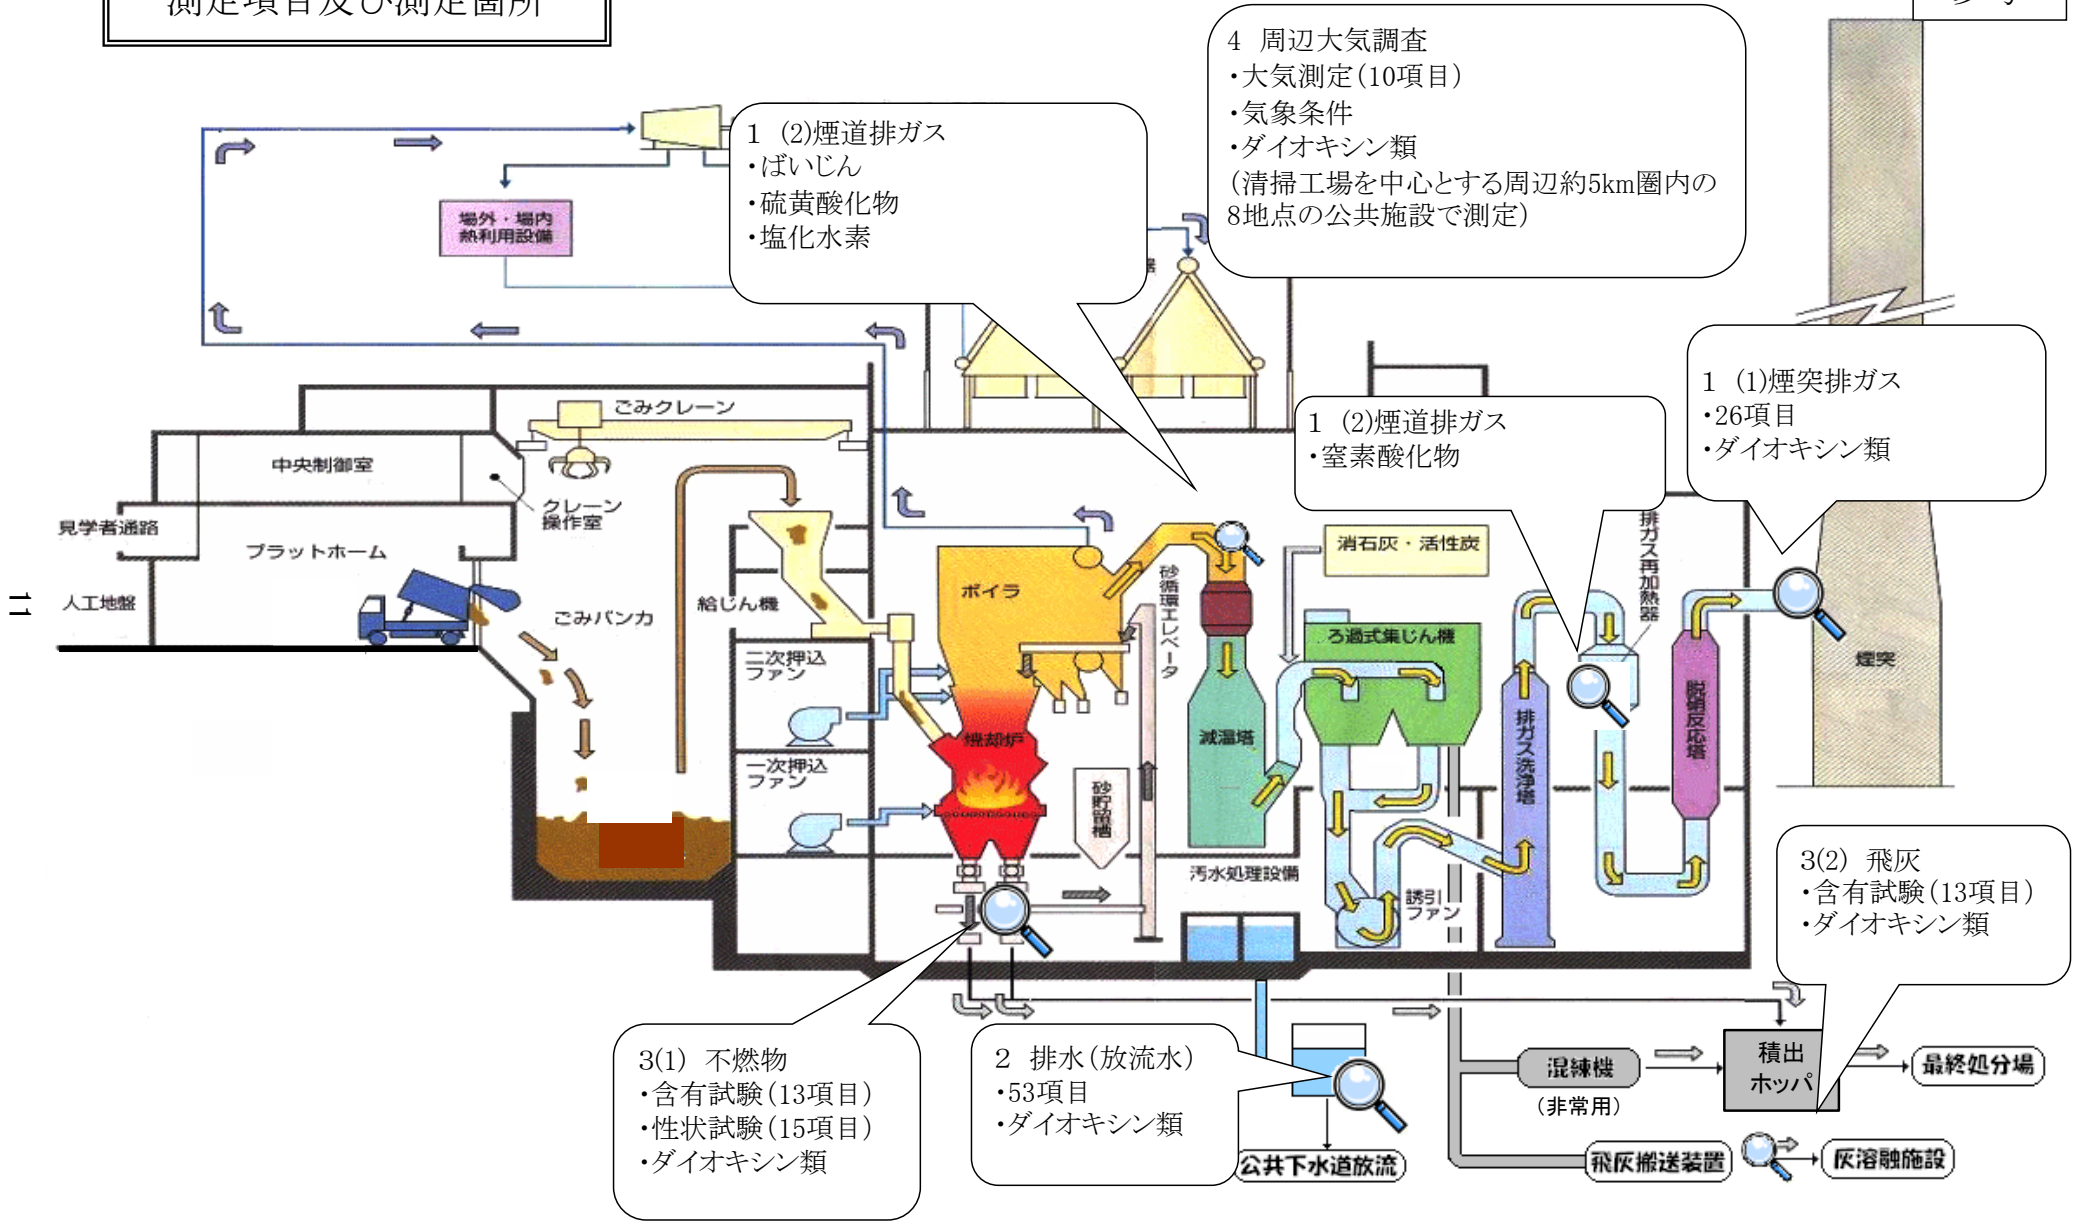 測定項目及び測定箇所
参考
4 周辺大気調査
・大気測定(10項目)
・気象条件
・ダイオキシン類
(清掃工場を中心とする周辺約5km圏内の
8地点の公共施設で測定)
1 (2)煙道排ガス
・ばいじん
・硫黄酸化物
・塩化水素
場外・場内
熱利用設備
器
1 (1)煙突排ガス
・26項目
・ダイオキシン類
1 (2)煙道排ガス
・窒素酸化物
ごみクレーン
中央制御室
クレーン
操作室
見学者通路
プラットホーム
人工地盤
ごみバンカ
給じん機
二次押込
ファン
一次押込
ファン
ボイラ
焼却炉
砂循環エレベータ
砂貯留槽
消石灰・活性炭
減温塔
ろ過式集じん機
排ガス洗浄塔
排ガス再加熱器
脱硝反応塔
煙突
汚水処理設備
誘引
ファン
11
3(2) 飛灰
・含有試験(13項目)
・ダイオキシン類
3(1) 不燃物
・含有試験(13項目)
・性状試験(15項目)
・ダイオキシン類
2 排水(放流水)
・53項目
・ダイオキシン類
公共下水道放流
混練機
(非常用)
積出
ホッパ
最終処分場
飛灰搬送装置
灰溶融施設